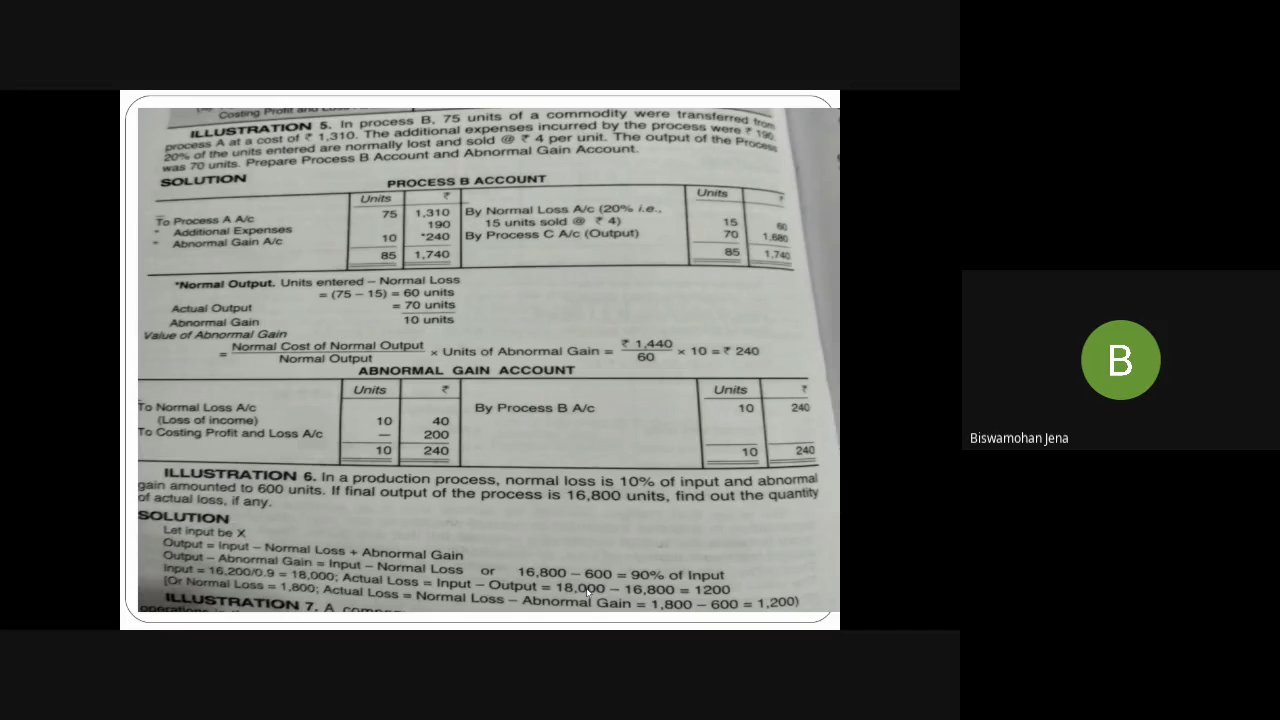 Costing Profit and Loss
ILLUSTRATION 5. In process B, 75 units of a commodity were transferred from
process A at a cost of ₹ 1,310. The additional expenses incurred by the process were ₹ 190.
20% of the units entered are normally lost and sold @ ₹ 4 per unit. The output of the Process
was 70 units. Prepare Process B Account and Abnormal Gain Account.
SOLUTION
PROCESS B ACCOUNT
Units ₹ Units ₹
To Process A A/c 75 1,310 By Normal Loss A/c (20% i.e.,
" Additional Expenses 190 15 units sold @ ₹ 4) 15 60
" Abnormal Gain A/c 10 *240 By Process C A/c (Output) 70 1,680
85 1,740 85 1,740
*Normal Output. Units entered – Normal Loss
= (75 – 15) = 60 units
Actual Output = 70 units
Abnormal Gain 10 units
Value of Abnormal Gain
= Normal Cost of Normal Output / Normal Output × Units of Abnormal Gain = ₹ 1,440 / 60 × 10 = ₹ 240
ABNORMAL GAIN ACCOUNT
Units ₹ Units ₹
To Normal Loss A/c By Process B A/c 10 240
(Loss of income) 10 40
To Costing Profit and Loss A/c — 200
10 240 10 240
ILLUSTRATION 6. In a production process, normal loss is 10% of input and abnormal
gain amounted to 600 units. If final output of the process is 16,800 units, find out the quantity
of actual loss, if any.
SOLUTION
Let input be X
Output = Input – Normal Loss + Abnormal Gain
Output – Abnormal Gain = Input – Normal Loss or 16,800 – 600 = 90% of Input
Input = 16,200/0.9 = 18,000; Actual Loss = Input – Output = 18,000 – 16,800 = 1200
[Or Normal Loss = 1,800; Actual Loss = Normal Loss – Abnormal Gain = 1,800 – 600 = 1,200)
ILLUSTRATION 7. A
B
Biswamohan Jena